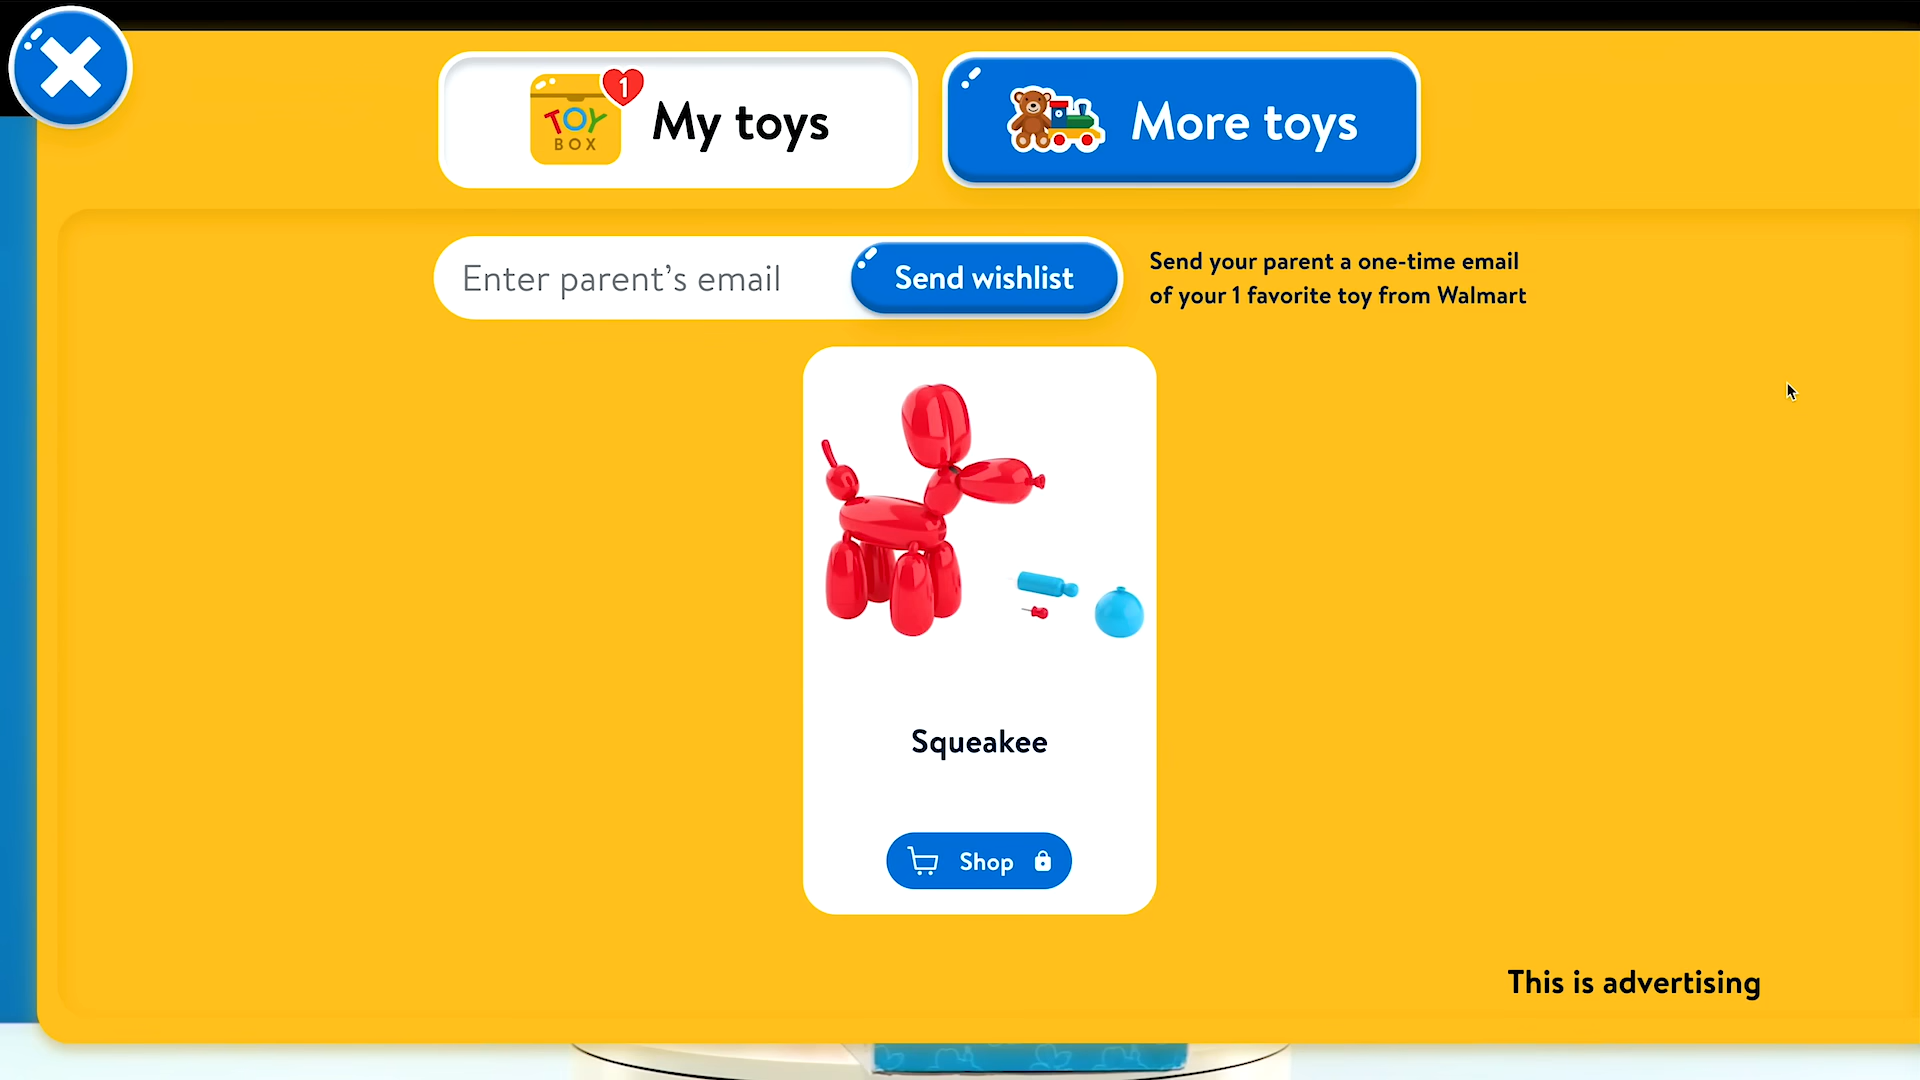 1
TOY
BOX
My toys
More toys
Enter parent's email
Send wishlist
Send your parent a one-time email
of your 1 favorite toy from Walmart
Squeakee
Shop
This is advertising